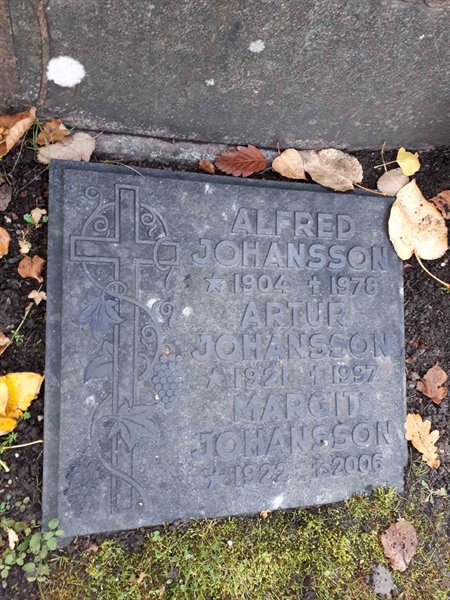 ALFRED
JOHANSSON
* 1904 † 1978
ARTUR
JOHANSSON
* 1921 † 1997
MARGIT
JOHANSSON
* 1922 † 2006